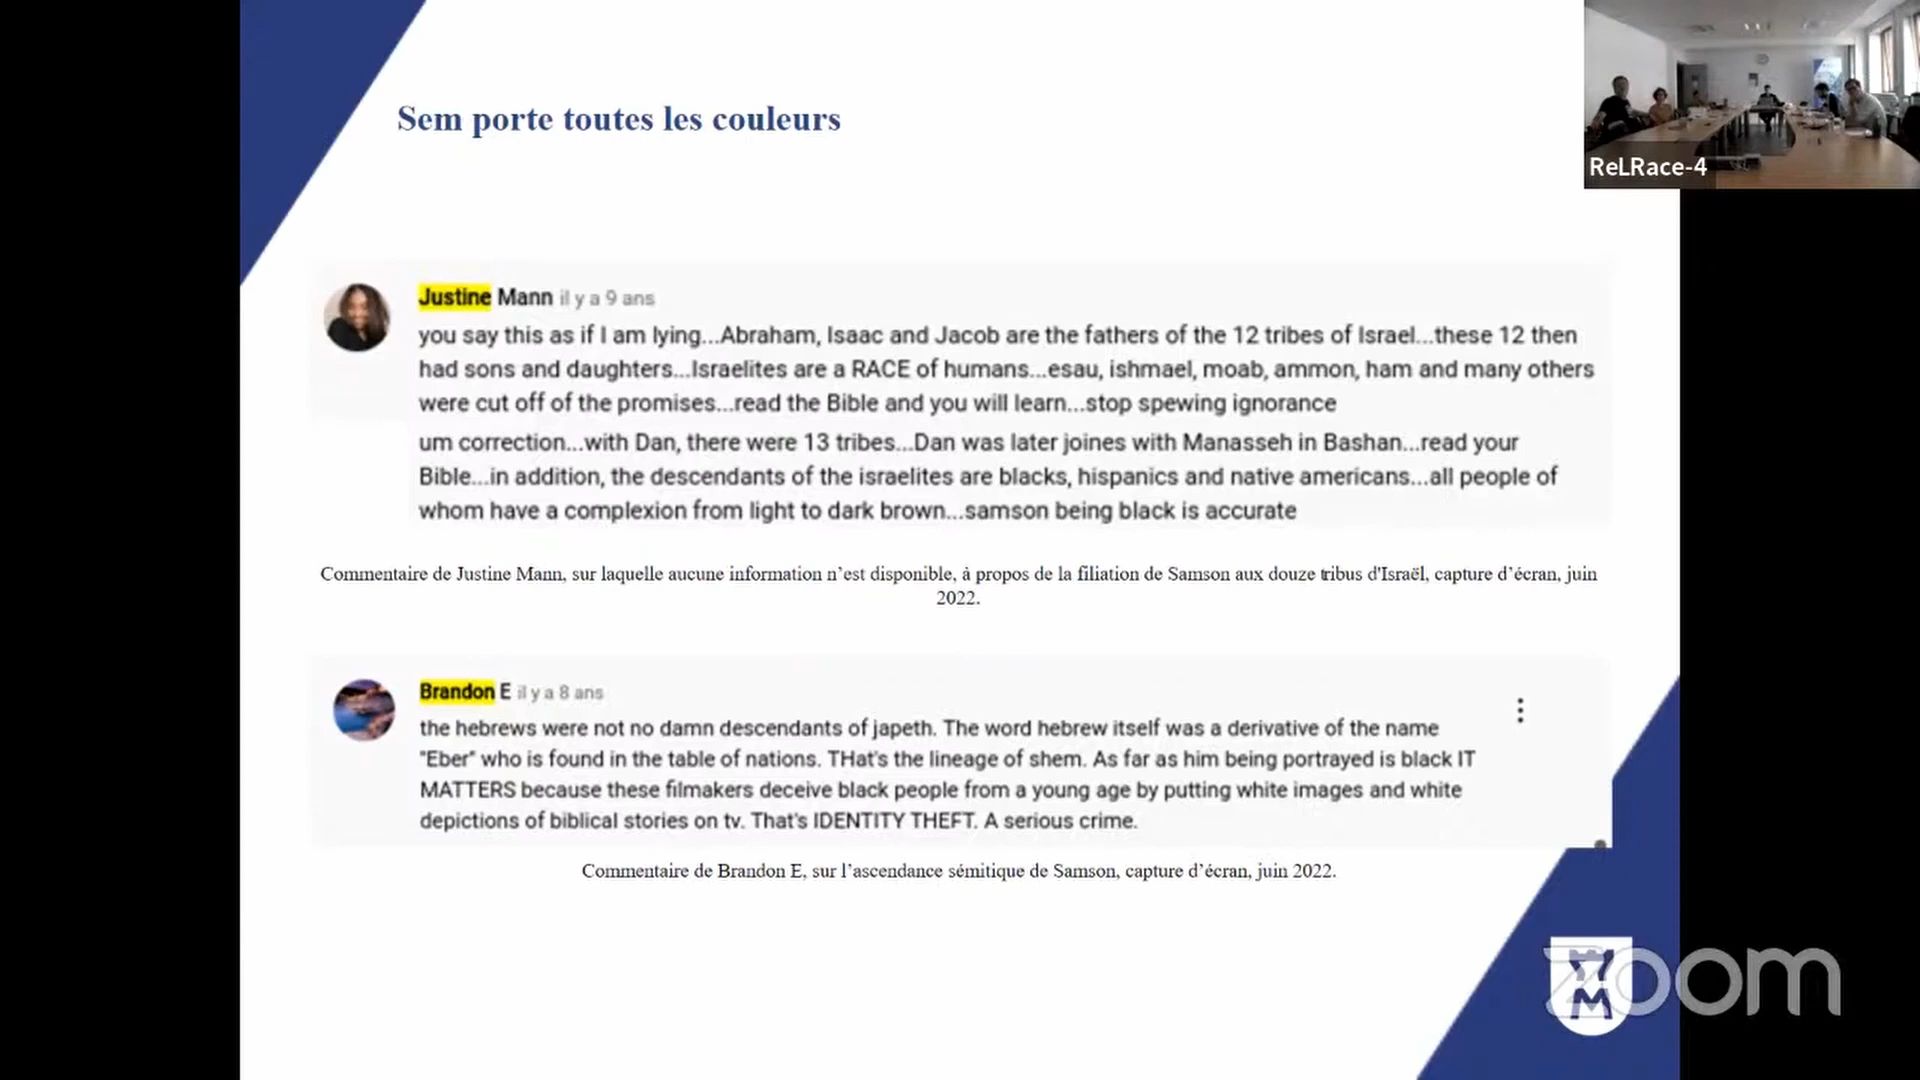 Sem porte toutes les couleurs
ReLRace-4
Justine Mann il y a 9 ans
you say this as if I am lying...Abraham, Isaac and Jacob are the fathers of the 12 tribes of Israel...these 12 then
had sons and daughters...Israelites are a RACE of humans...esau, ishmael, moab, ammon, ham and many others
were cut off of the promises...read the Bible and you will learn...stop spewing ignorance
um correction...with Dan, there were 13 tribes...Dan was later joines with Manasseh in Bashan...read your
Bible...in addition, the descendants of the israelites are blacks, hispanics and native americans...all people of
whom have a complexion from light to dark brown...samson being black is accurate
Commentaire de Justine Mann, sur laquelle aucune information n’est disponible, à propos de la filiation de Samson aux douze tribus d'Israël, capture d’écran, juin
2022.
Brandon E il y a 8 ans
the hebrews were not no damn descendants of japeth. The word hebrew itself was a derivative of the name
"Eber" who is found in the table of nations. THat's the lineage of shem. As far as him being portrayed is black IT
MATTERS because these filmakers deceive black people from a young age by putting white images and white
depictions of biblical stories on tv. That's IDENTITY THEFT. A serious crime.
Commentaire de Brandon E, sur l’ascendance sémitique de Samson, capture d’écran, juin 2022.
zoom